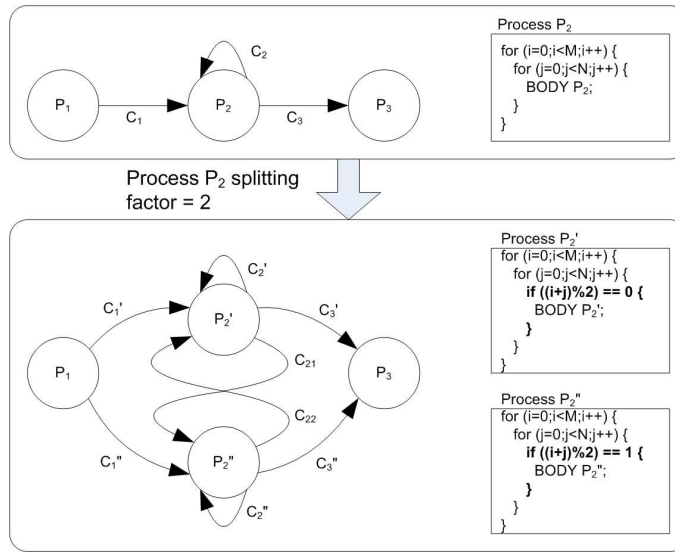 Process P2
for (i=0;i<M;i++) {
for (j=0;j<N;j++) {
BODY P2;
}
}
C2
P1
P2
P3
C1
C3
Process P2 splitting
factor = 2
Process P2'
for (i=0;i<M;i++) {
for (j=0;j<N;j++) {
if ((i+j)%2) == 0 {
BODY P2';
}
}
}
C2'
C1'
C3'
P2'
C21
P1
P3
C22
P2"
C1"
C3"
C2"
Process P2"
for (i=0;i<M;i++) {
for (j=0;j<N;j++) {
if ((i+j)%2) == 1 {
BODY P2";
}
}
}